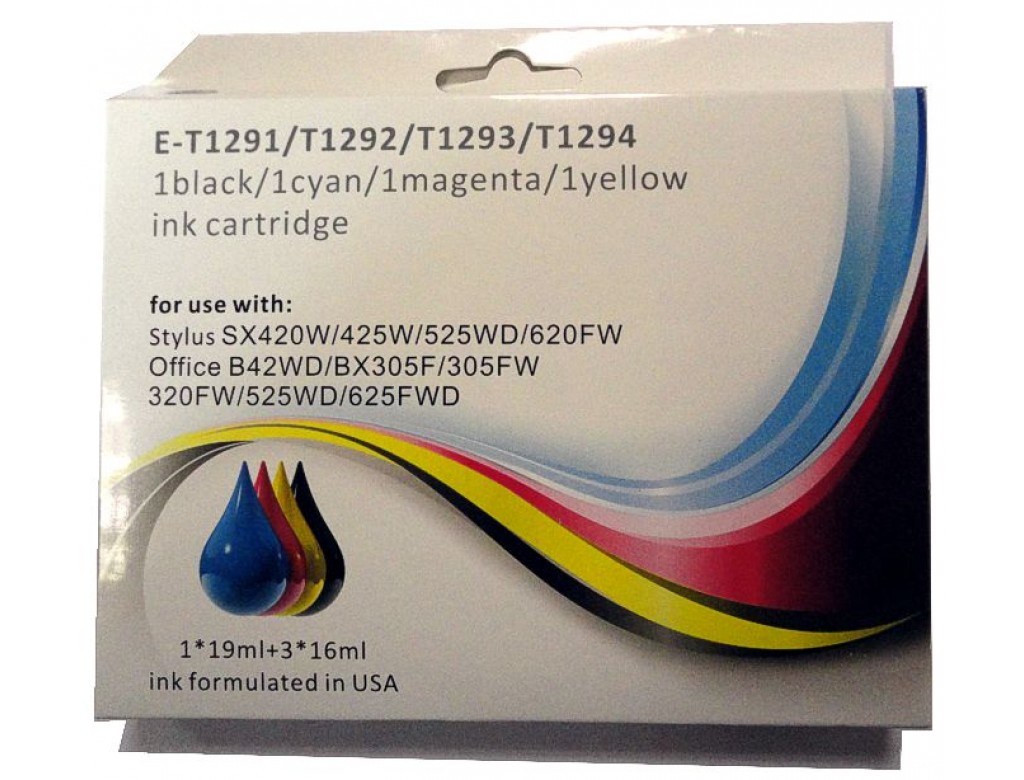 E-T1291/T1292/T1293/T1294
1black/1cyan/1magenta/1yellow
ink cartridge
for use with:
Stylus SX420W/425W/525WD/620FW
Office B42WD/BX305F/305FW
320FW/525WD/625FWD
1*19ml+3*16ml
ink formulated in USA